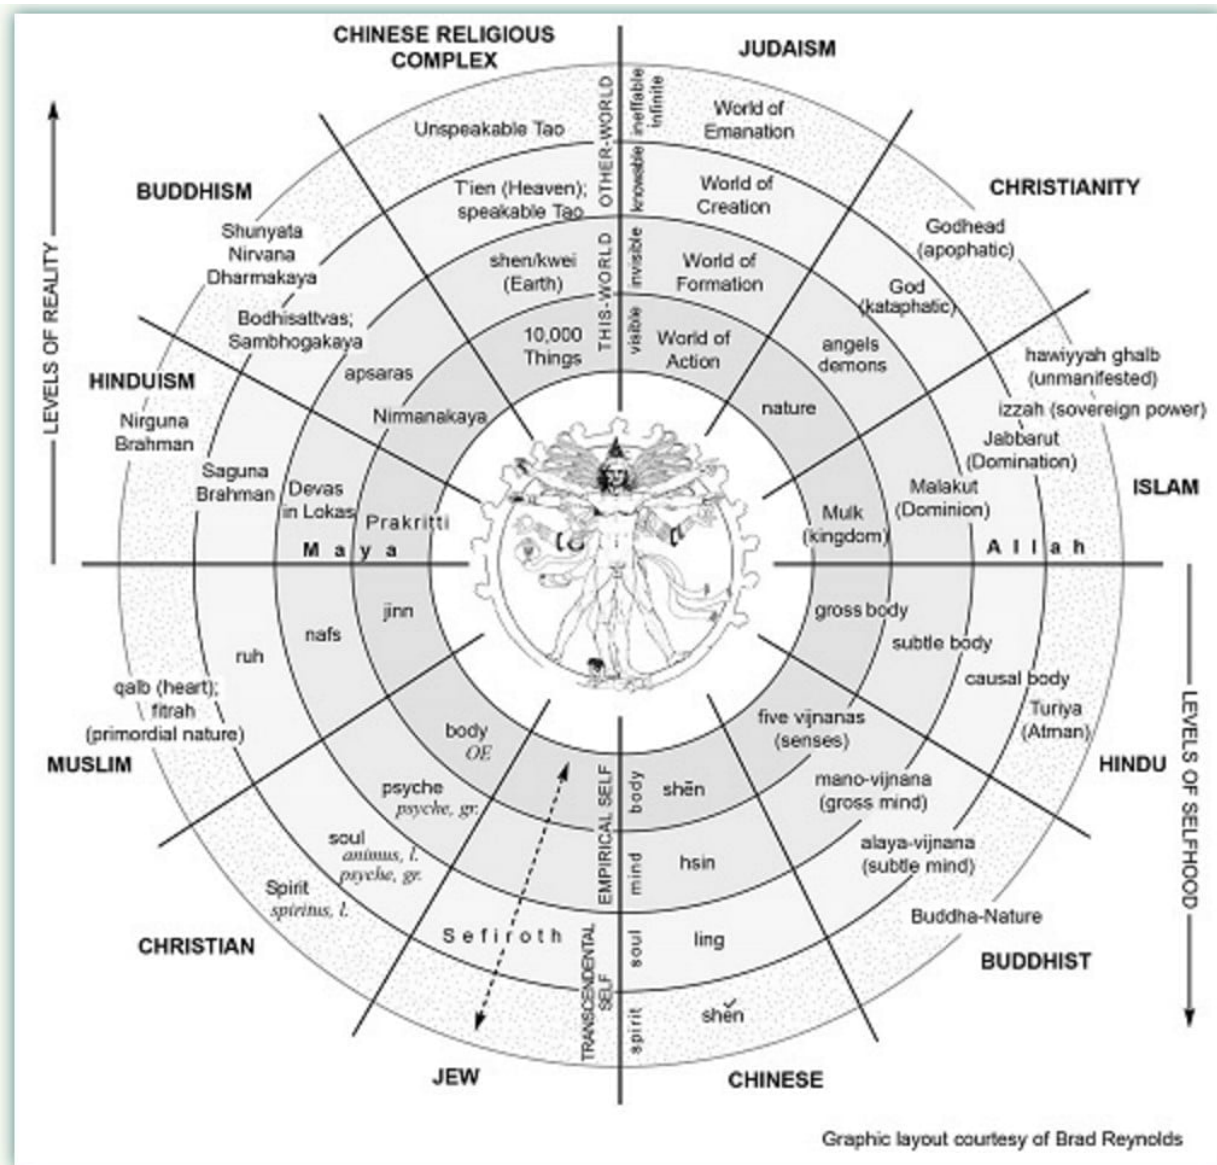 CHINESE RELIGIOUS
COMPLEX
JUDAISM
BUDDHISM
CHRISTIANITY
HINDUISM
ISLAM
LEVELS OF REALITY
OTHER-WORLD
THIS-WORLD
ineffable
infinite
knowable
invisible
visible
Unspeakable Tao
T'ien (Heaven);
speakable Tao
shen/kwei
(Earth)
10,000
Things
World of
Emanation
World of
Creation
World of
Formation
World of
Action
Shunyata
Nirvana
Dharmakaya
Bodhisattvas;
Sambhogakaya
apsaras
Nirmanakaya
Godhead
(apophatic)
God
(kataphatic)
angels
demons
nature
Nirguna
Brahman
Saguna
Brahman
Devas
in Lokas
Prakritti
Maya
hawiyyah ghalb
(unmanifested)
izzah (sovereign power)
Jabbarut
(Domination)
Malakut
(Dominion)
Mulk
(kingdom)
Allah
jinn
nafs
ruh
qalb (heart);
fitrah
(primordial nature)
MUSLIM
gross body
subtle body
causal body
Turiya
(Atman)
HINDU
LEVELS OF SELFHOOD
body
OE
psyche
psyche, gr.
soul
animus, l.
psyche, gr.
Spirit
spiritus, l.
CHRISTIAN
five vijnanas
(senses)
mano-vijnana
(gross mind)
alaya-vijnana
(subtle mind)
Buddha-Nature
BUDDHIST
Sefiroth
JEW
EMPIRICAL SELF
TRANSCENDENTAL
SELF
body
mind
soul
spirit
shēn
hsin
ling
shĕn
CHINESE
Graphic layout courtesy of Brad Reynolds